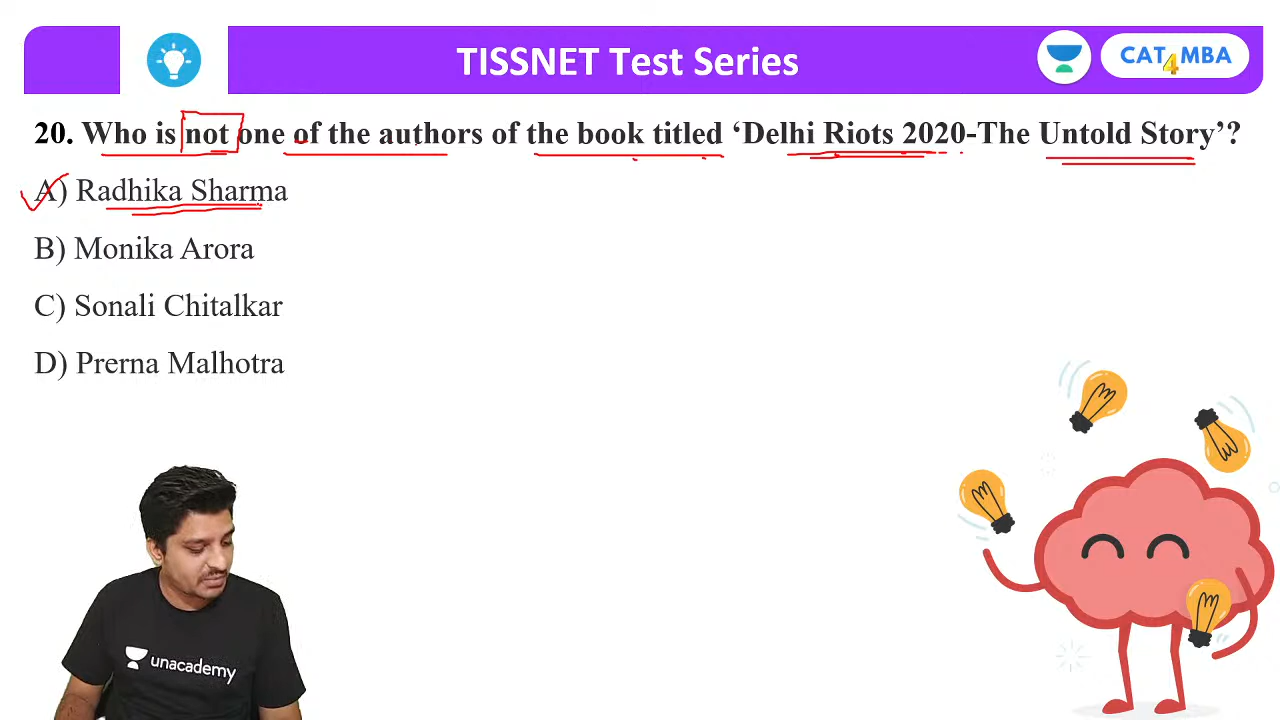 TISSNET Test Series
CAT4MBA
20. Who is not one of the authors of the book titled ‘Delhi Riots 2020-The Untold Story’?
A) Radhika Sharma
B) Monika Arora
C) Sonali Chitalkar
D) Prerna Malhotra
unacademy